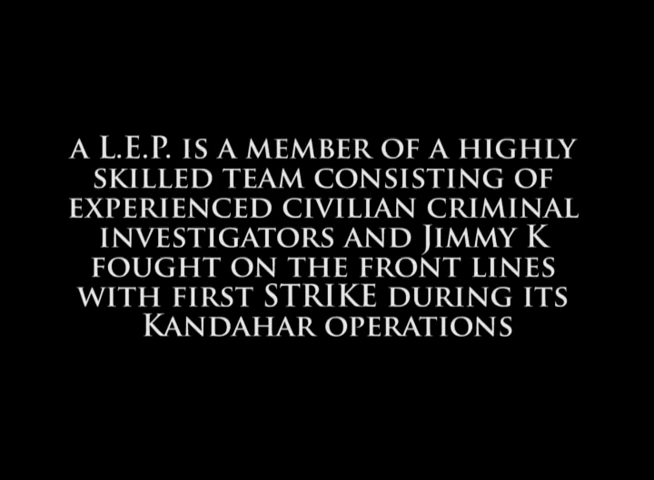 A L.E.P. IS A MEMBER OF A HIGHLY
SKILLED TEAM CONSISTING OF
EXPERIENCED CIVILIAN CRIMINAL
INVESTIGATORS AND JIMMY K
FOUGHT ON THE FRONT LINES
WITH FIRST STRIKE DURING ITS
KANDAHAR OPERATIONS